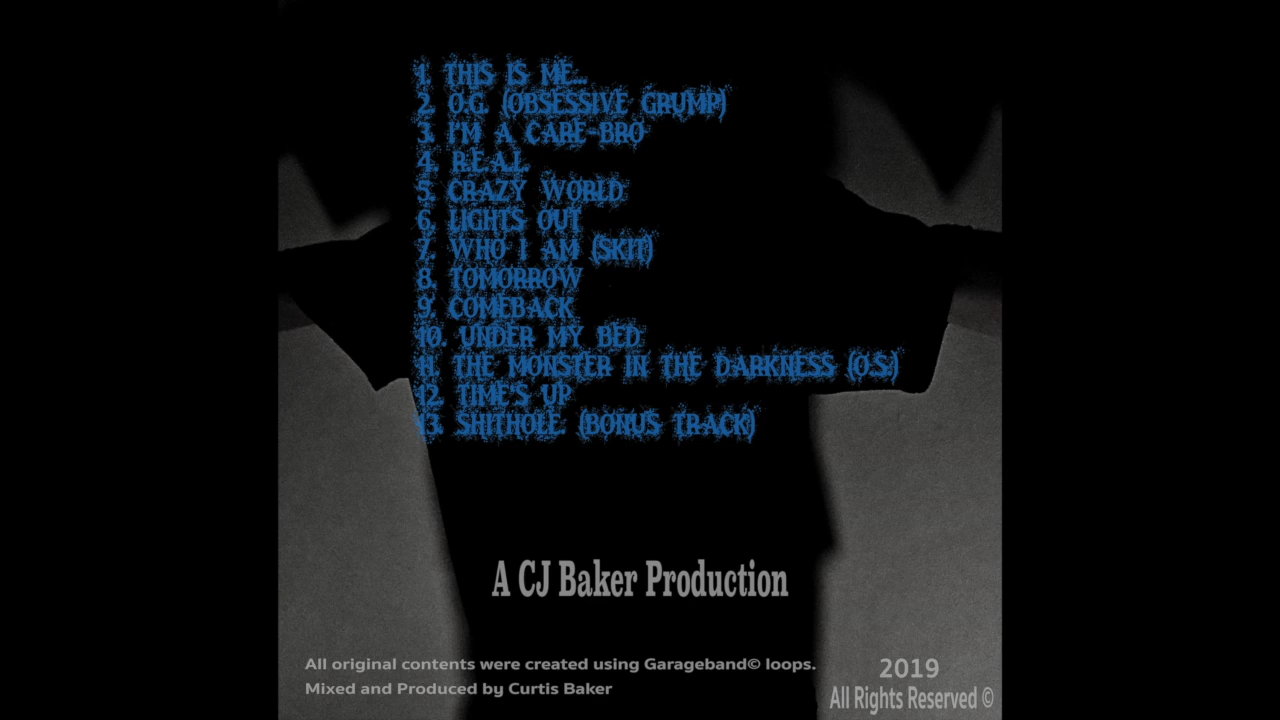 1. THIS IS ME...
2. O.G. (OBSESSIVE GRUMP)
3. I'M A CARE-BRO
4. R.E.A.L.
5. CRAZY WORLD
6. LIGHTS OUT
7. WHO I AM (SKIT)
8. TOMORROW
9. COMEBACK
10. UNDER MY BED
11. THE MONSTER IN THE DARKNESS (O.S.)
12. TIME'S UP
13. SHITHOLE. (BONUS TRACK)
A CJ Baker Production
All original contents were created using Garageband© loops.
Mixed and Produced by Curtis Baker
2019
All Rights Reserved ©